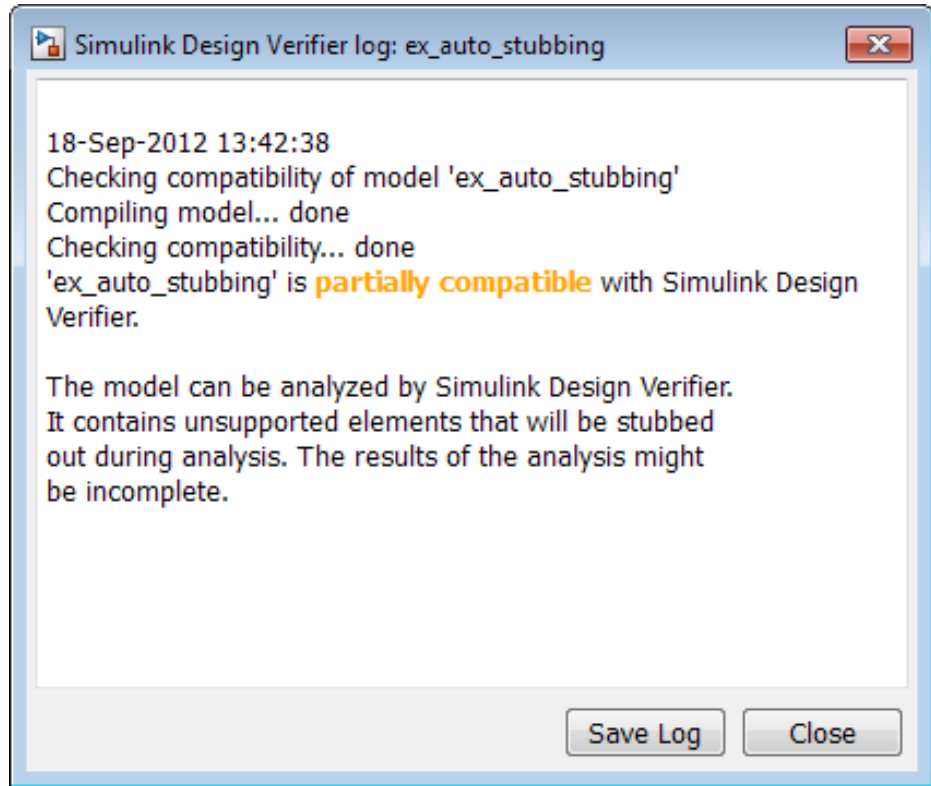 Simulink Design Verifier log: ex_auto_stubbing
18-Sep-2012 13:42:38
Checking compatibility of model 'ex_auto_stubbing'
Compiling model... done
Checking compatibility... done
'ex_auto_stubbing' is partially compatible with Simulink Design
Verifier.
The model can be analyzed by Simulink Design Verifier.
It contains unsupported elements that will be stubbed
out during analysis. The results of the analysis might
be incomplete.
Save Log Close